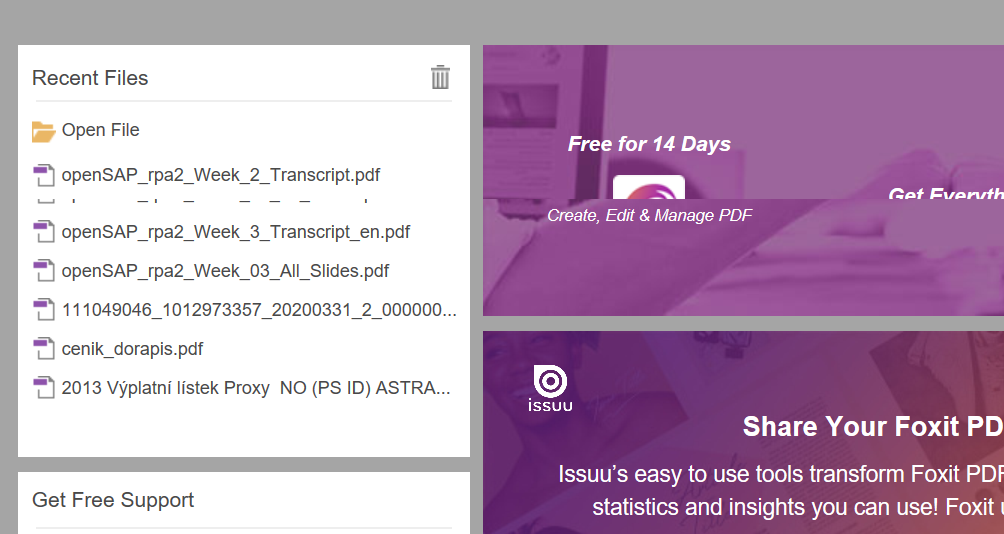 Recent Files
Open File
openSAP_rpa2_Week_2_Transcript.pdf
openSAP_rpa2_Week_3_Transcript_en.pdf
openSAP_rpa2_Week_03_All_Slides.pdf
111049046_1012973357_20200331_2_000000...
cenik_dorapis.pdf
2013 Výplatní lístek Proxy  NO (PS ID) ASTRA...
Get Free Support
Free for 14 Days
Get Everyth
Create, Edit & Manage PDF
issuu
Share Your Foxit PD
Issuu’s easy to use tools transform Foxit PDF
statistics and insights you can use! Foxit u